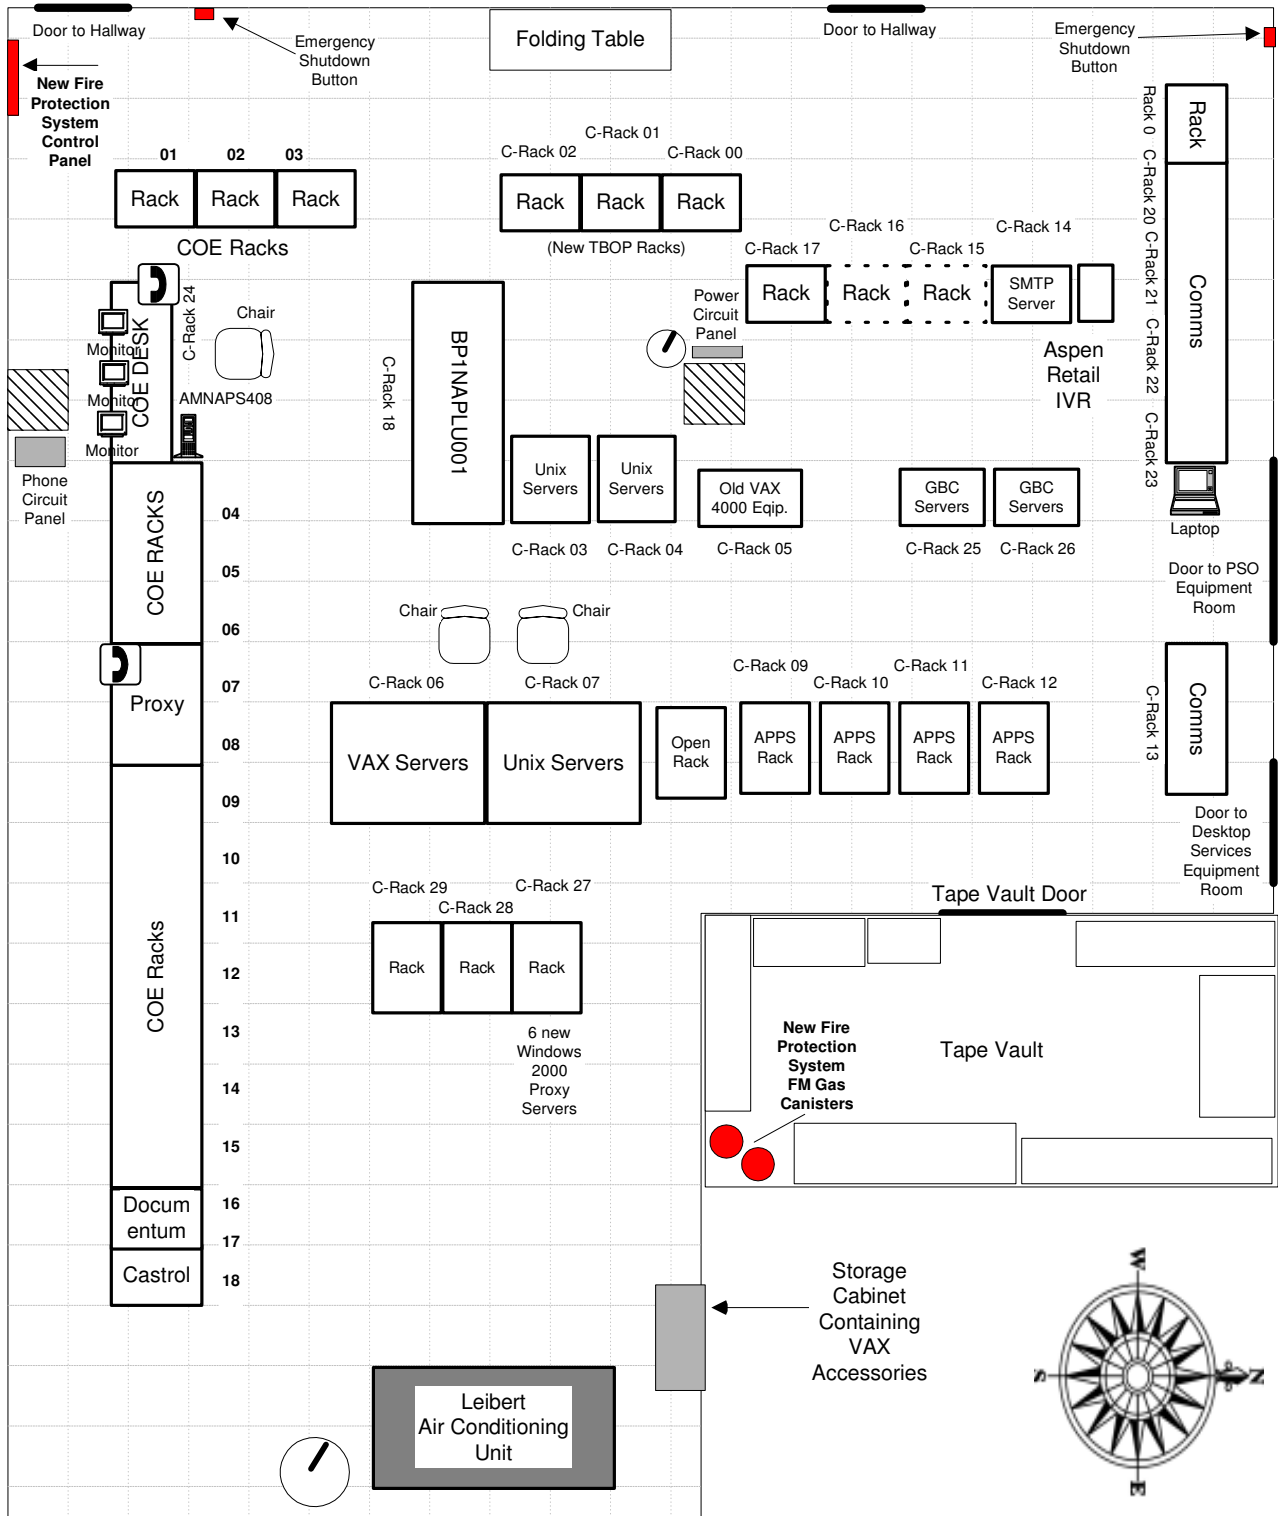 Door to Hallway
Emergency
Shutdown
Button
Folding Table
Door to Hallway
Emergency
Shutdown
Button
New Fire
Protection
System
Control
Panel
01
02
03
Rack
Rack
Rack
COE Racks
C-Rack 01
C-Rack 02
C-Rack 00
Rack
Rack
Rack
(New TBOP Racks)
C-Rack 17
C-Rack 16
C-Rack 15
C-Rack 14
Rack
Rack
Rack
SMTP
Server
Aspen
Retail
IVR
Rack 0
C-Rack 20
C-Rack 21
C-Rack 22
C-Rack 23
Rack
Comms
Laptop
C-Rack 24
COE DESK
Chair
Monitor
Monitor
Monitor
AMNAPS408
Phone
Circuit
Panel
C-Rack 18
BP1NAPLU001
Power
Circuit
Panel
Unix
Servers
Unix
Servers
Old VAX
4000 Eqip.
GBC
Servers
GBC
Servers
C-Rack 03
C-Rack 04
C-Rack 05
C-Rack 25
C-Rack 26
Door to PSO
Equipment
Room
COE RACKS
04
05
06
Chair
Chair
Proxy
07
08
09
10
11
12
13
14
15
16
17
18
C-Rack 06
C-Rack 07
VAX Servers
Unix Servers
Open
Rack
C-Rack 09
C-Rack 10
C-Rack 11
C-Rack 12
APPS
Rack
APPS
Rack
APPS
Rack
APPS
Rack
C-Rack 13
Comms
Door to
Desktop
Services
Equipment
Room
COE Racks
C-Rack 29
C-Rack 28
C-Rack 27
Rack
Rack
Rack
6 new
Windows
2000
Proxy
Servers
Tape Vault Door
Tape Vault
New Fire
Protection
System
FM Gas
Canisters
Docum
entum
Castrol
Storage
Cabinet
Containing
VAX
Accessories
Leibert
Air Conditioning
Unit
W
S
N
E